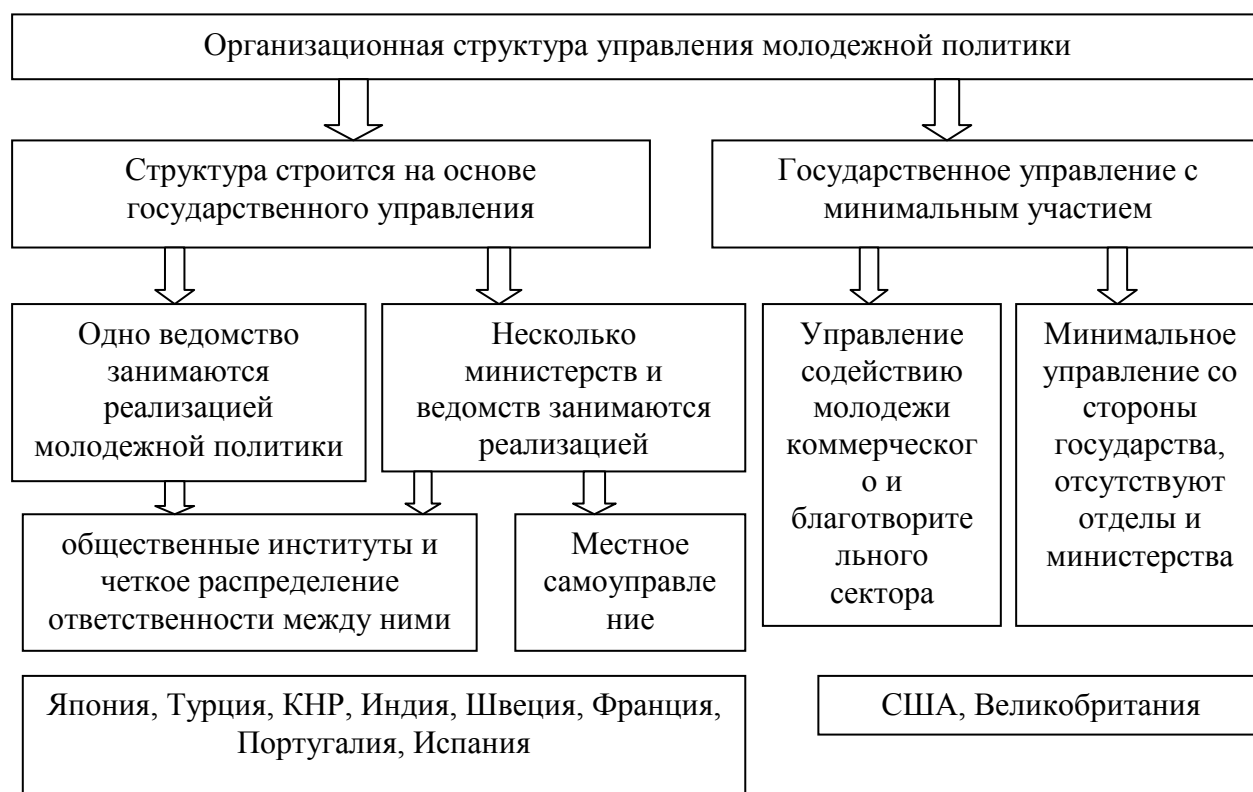 Организационная структура управления молодежной политики
Структура строится на основе
государственного управления
Государственное управление с
минимальным участием
Одно ведомство
занимаются
реализацией
молодежной политики
Несколько
министерств и
ведомств занимаются
реализацией
Управление
содействию
молодежи
коммерческог
о и
благотворите
льного
сектора
Минимальное
управление со
стороны
государства,
отсутствуют
отделы и
министерства
общественные институты и
четкое распределение
ответственности между ними
Местное
самоуправле
ние
Япония, Турция, КНР, Индия, Швеция, Франция,
Португалия, Испания
США, Великобритания